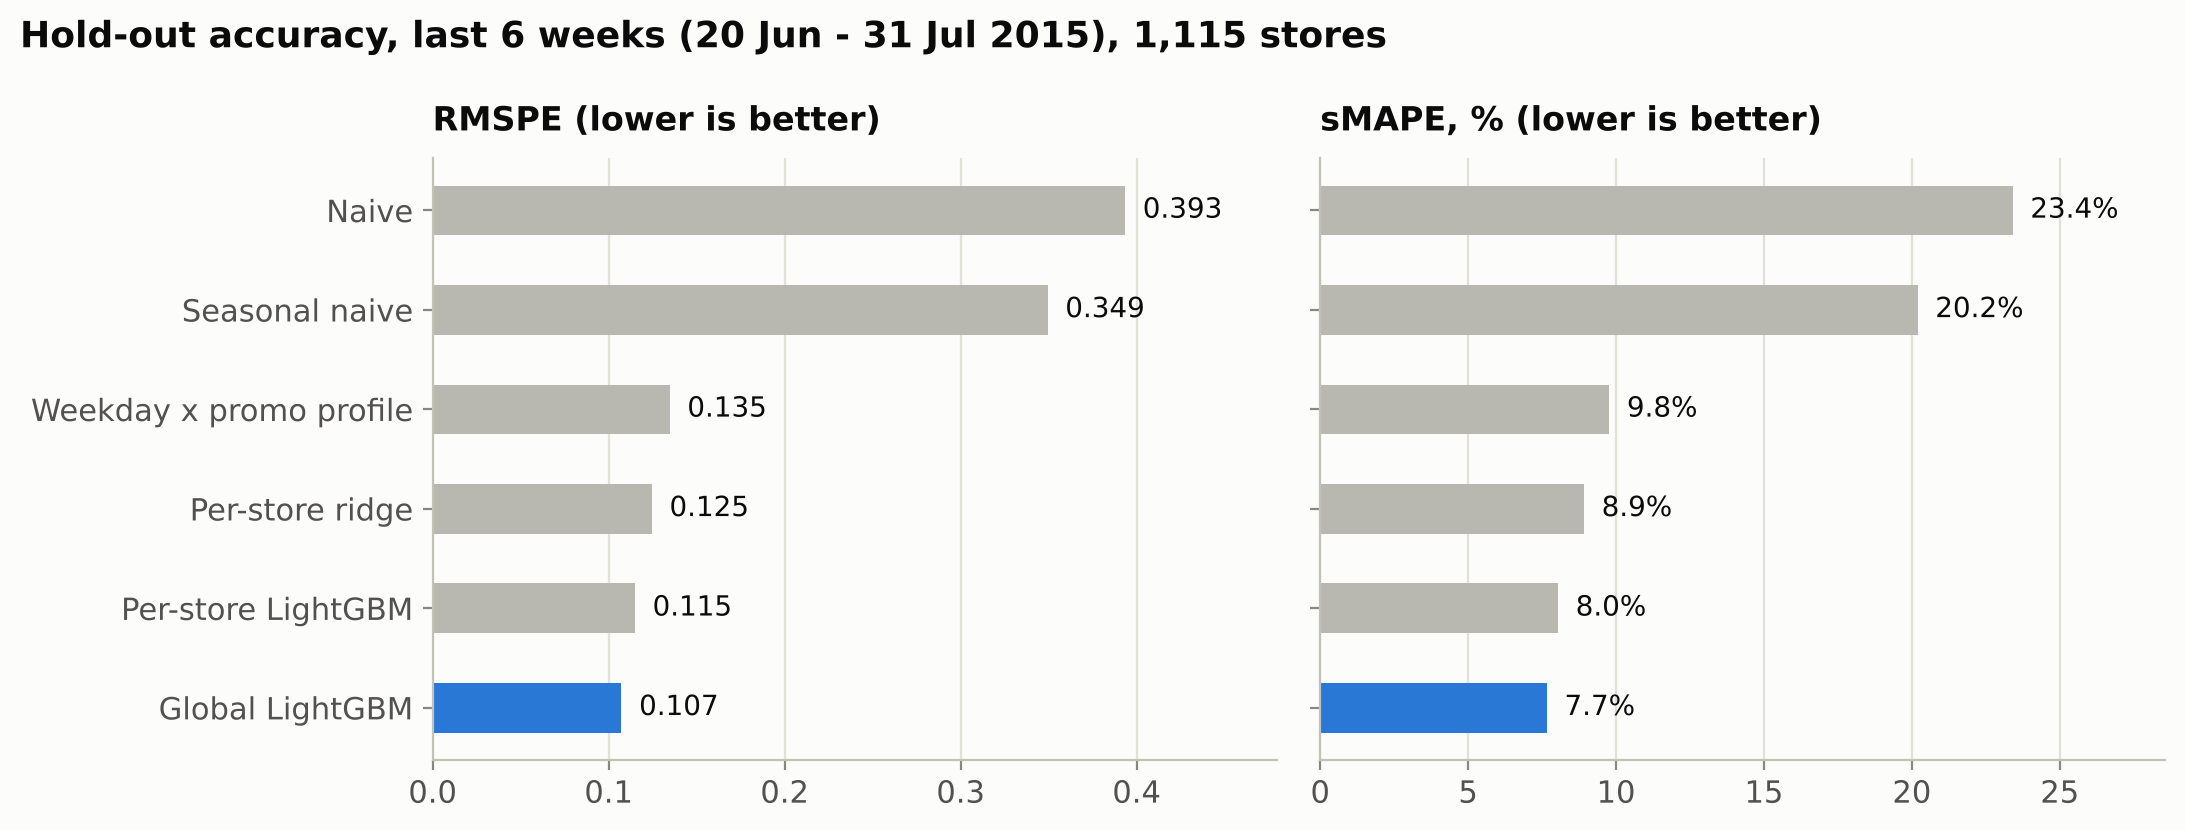 Hold-out accuracy, last 6 weeks (20 Jun - 31 Jul 2015), 1,115 stores
RMSPE (lower is better)
Naive
0.393
Seasonal naive
0.349
Weekday x promo profile
0.135
Per-store ridge
0.125
Per-store LightGBM
0.115
Global LightGBM
0.107
0.0 0.1 0.2 0.3 0.4
sMAPE, % (lower is better)
23.4%
20.2%
9.8%
8.9%
8.0%
7.7%
0 5 10 15 20 25